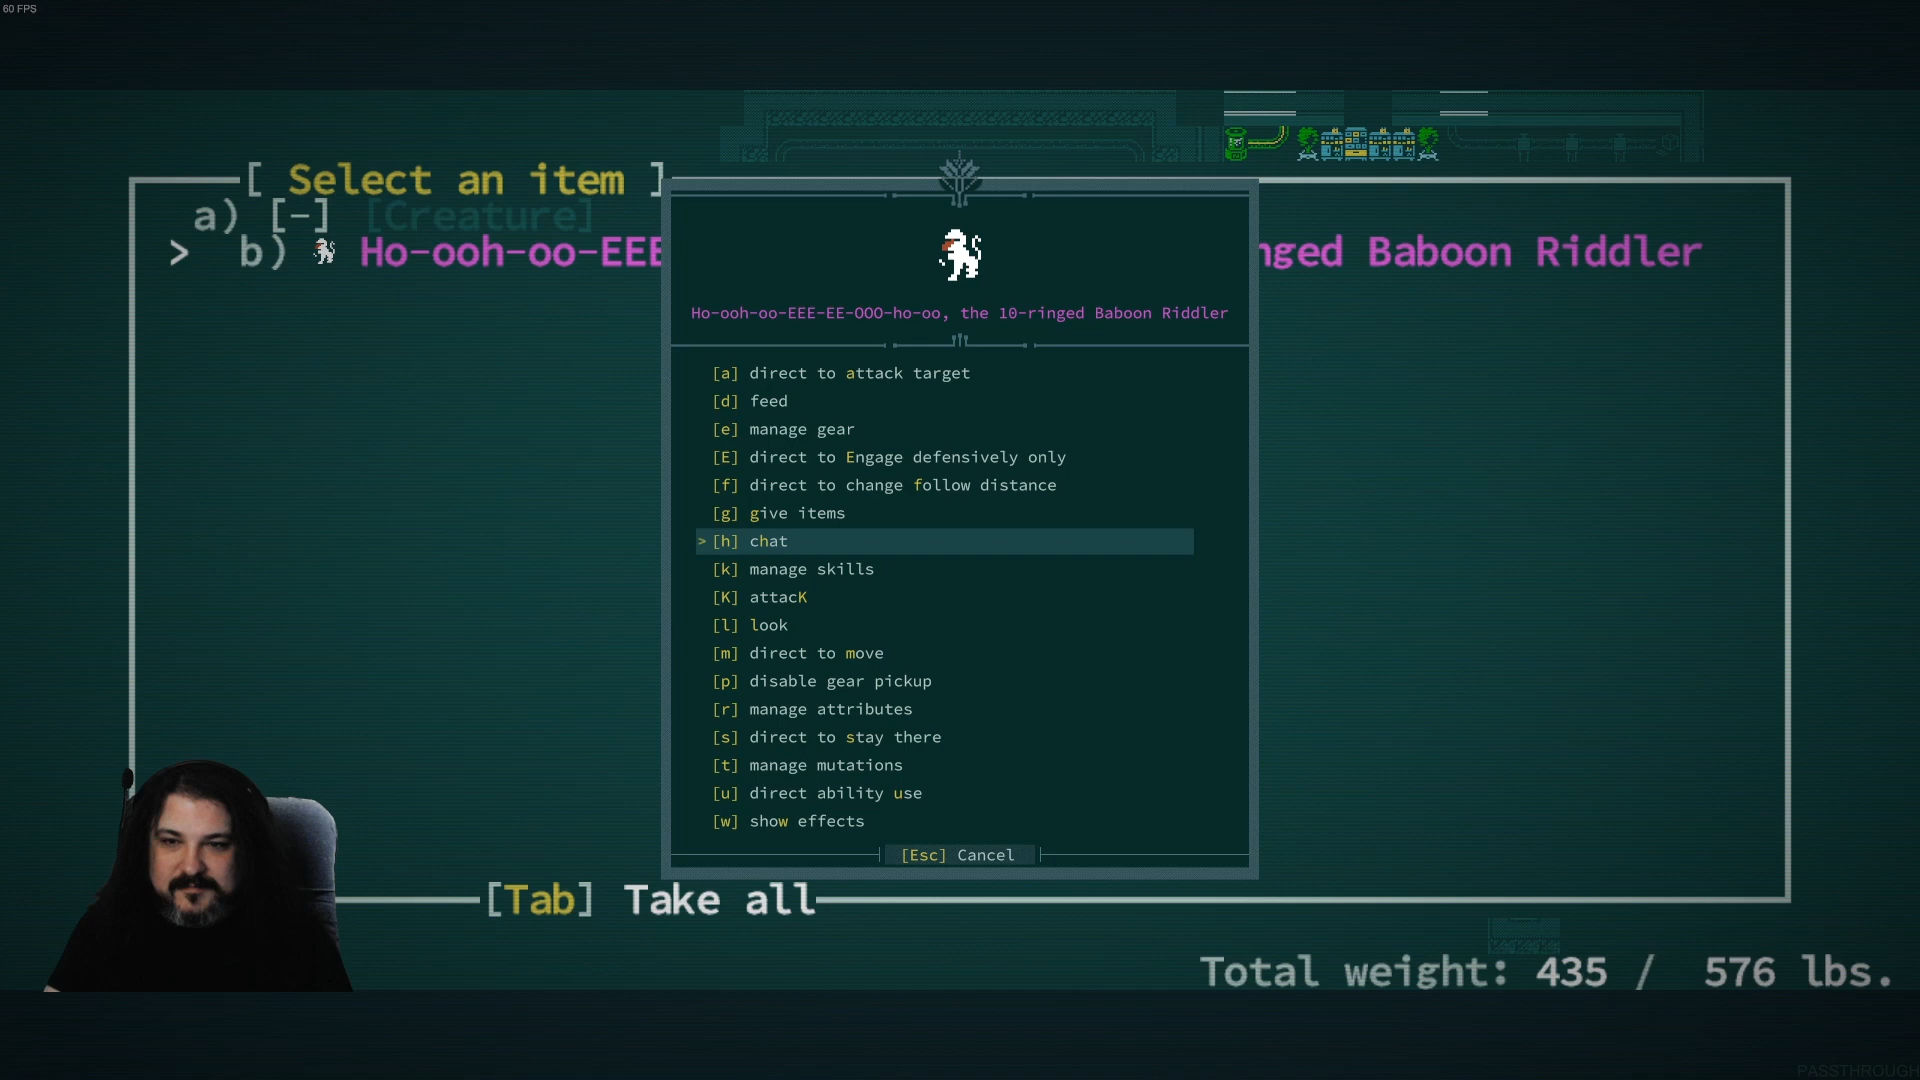 60 FPS
[ Select an item ]
a) [-] [Creature]
> b) Ho-ooh-oo-EEE
nged Baboon Riddler
Ho-ooh-oo-EEE-EE-OOO-ho-oo, the 10-ringed Baboon Riddler
[a] direct to attack target
[d] feed
[e] manage gear
[E] direct to Engage defensively only
[f] direct to change follow distance
[g] give items
> [h] chat
[k] manage skills
[K] attacK
[l] look
[m] direct to move
[p] disable gear pickup
[r] manage attributes
[s] direct to stay there
[t] manage mutations
[u] direct ability use
[w] show effects
[Esc] Cancel
[Tab] Take all
Total weight: 435 / 576 lbs.
PASSTHROUGH